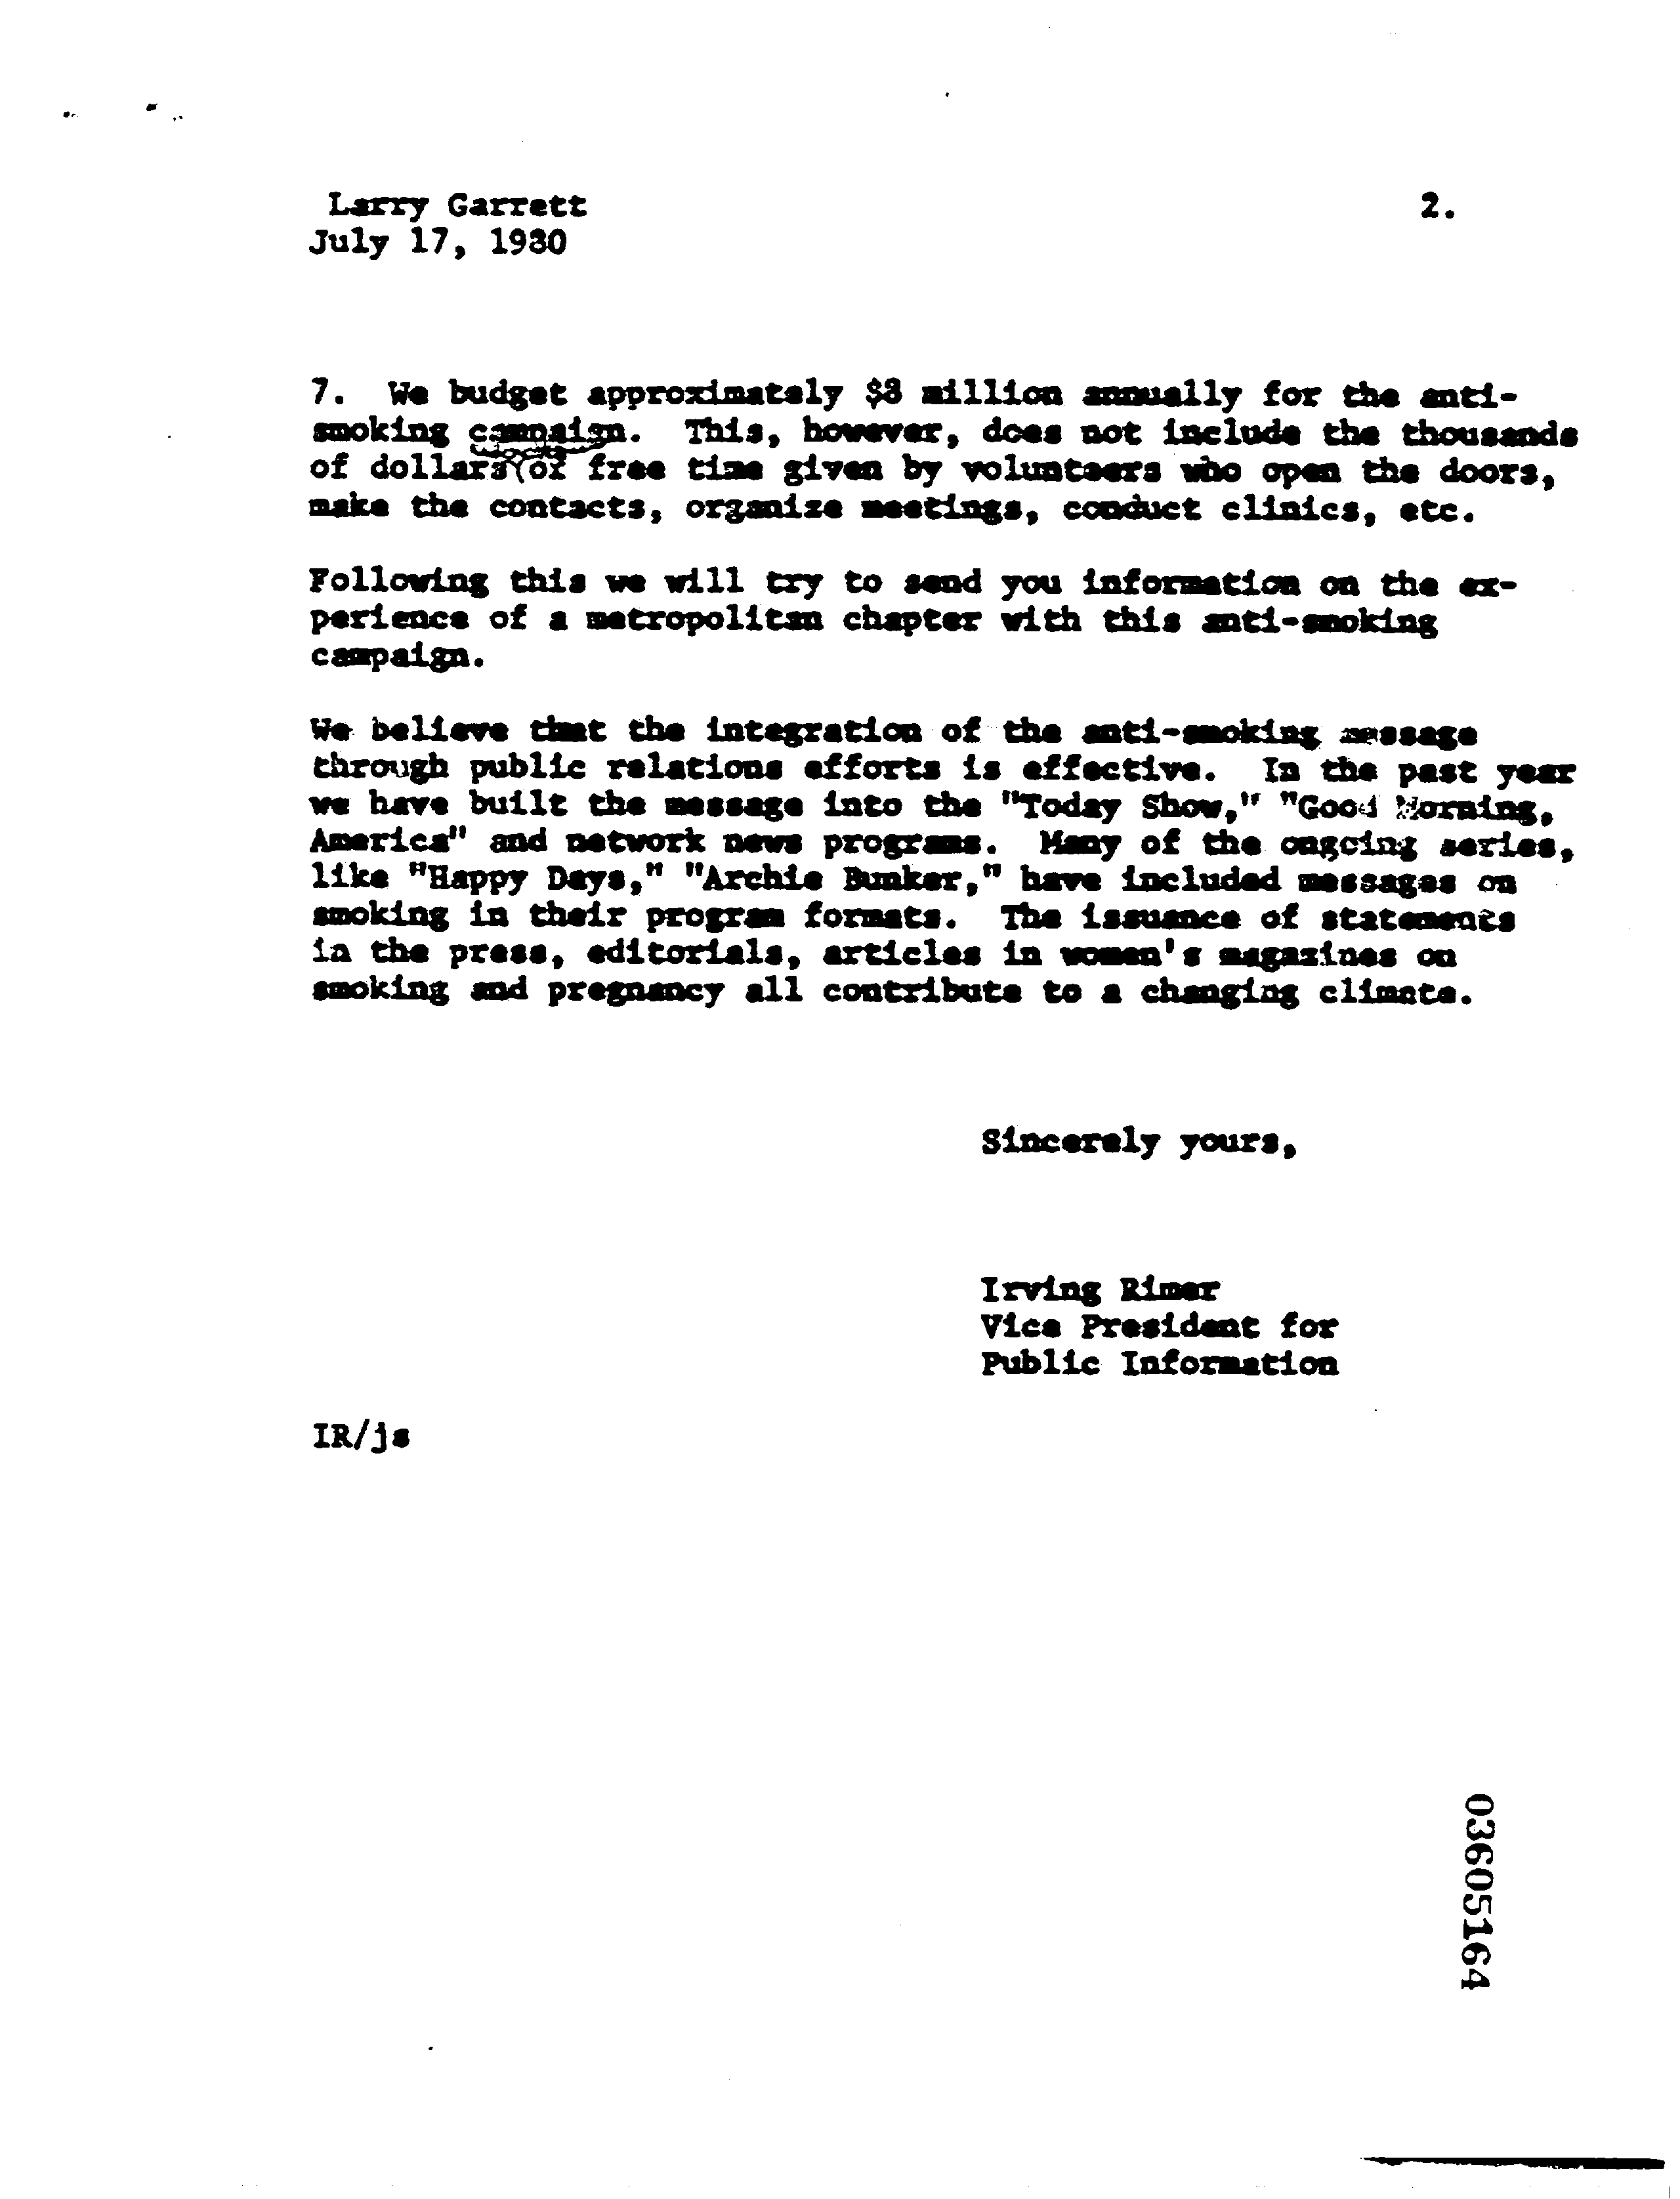 Larry Garrett 2.
July 17, 1980
7. We budget approximately $8 million annually for the anti-
smoking campaign. This, however, does not include the thousands
of dollars of free time given by volunteers who open the doors,
make the contacts, organize meetings, conduct clinics, etc.
Following this we will try to send you information on the ex-
perience of a metropolitan chapter with this anti-smoking
campaign.
We believe that the integration of the anti-smoking message
through public relations efforts is effective. In the past year
we have built the message into the "Today Show," "Good Morning,
America" and network news programs. Many of the ongoing series,
like "Happy Days," "Archie Bunker," have included messages on
smoking in their program formats. The issuance of statements
in the press, editorials, articles in women's magazines on
smoking and pregnancy all contribute to a changing climate.
Sincerely yours,
Irving Rimer
Vice President for
Public Information
IR/js
03605164